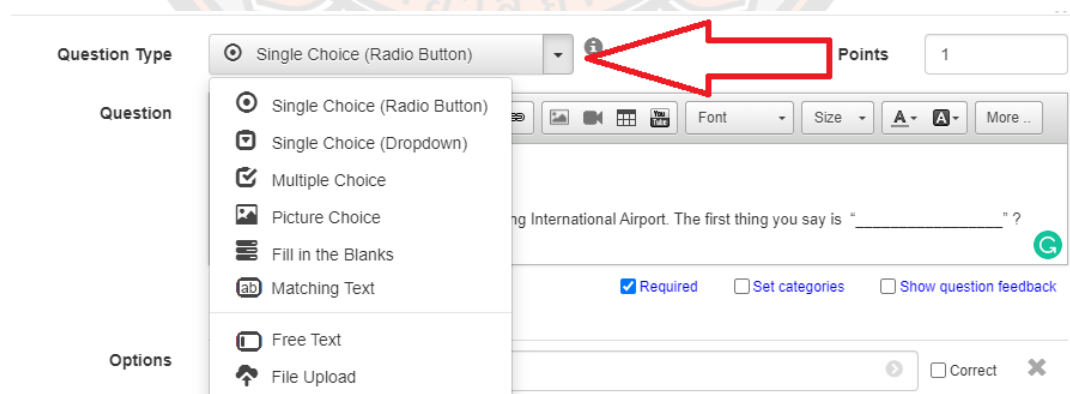 Question Type
Single Choice (Radio Button)
Points
1
Single Choice (Radio Button)
Question
Font
Size
A
A
More ..
Single Choice (Dropdown)
Multiple Choice
Picture Choice
ng International Airport. The first thing you say is “__________________” ?
Fill in the Blanks
Matching Text
Required
Set categories
Show question feedback
Free Text
Options
Correct
File Upload